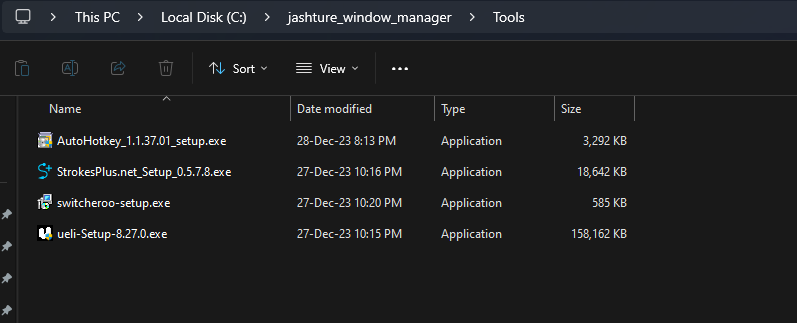 This PC > Local Disk (C:) > jashture_window_manager > Tools
Sort View
Name Date modified Type Size
AutoHotkey_1.1.37.01_setup.exe 28-Dec-23 8:13 PM Application 3,292 KB
StrokesPlus.net_Setup_0.5.7.8.exe 27-Dec-23 10:16 PM Application 18,642 KB
switcheroo-setup.exe 27-Dec-23 10:20 PM Application 585 KB
ueli-Setup-8.27.0.exe 27-Dec-23 10:15 PM Application 158,162 KB